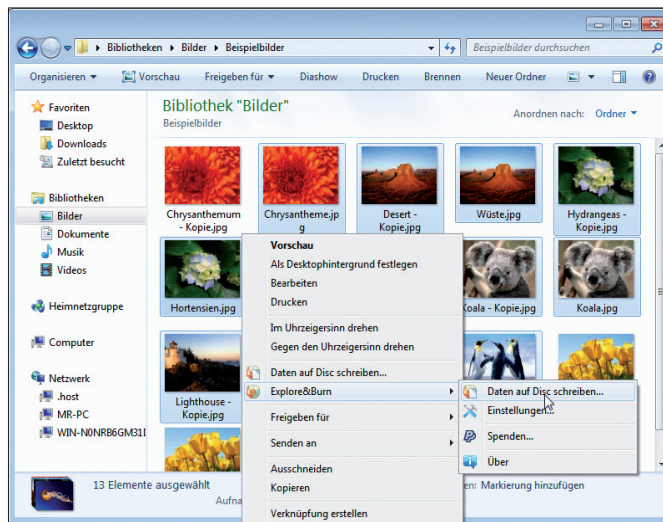 Bibliotheken ▸ Bilder ▸ Beispielbilder
Beispielbilder durchsuchen
Organisieren
Vorschau
Freigeben für
Diashow
Drucken
Brennen
Neuer Ordner
Favoriten
Desktop
Downloads
Zuletzt besucht
Bibliotheken
Bilder
Dokumente
Musik
Videos
Heimnetzgruppe
Computer
Netzwerk
.host
MR-PC
WIN-N0NRB6GM31I
Bibliothek "Bilder"
Beispielbilder
Anordnen nach: Ordner
Chrysanthemum
- Kopie.jpg
Chrysantheme.jp
g
Desert -
Kopie.jpg
Wüste.jpg
Hydrangeas -
Kopie.jpg
Hortensien.jpg
Koala - Kopie.jpg
Koala.jpg
Lighthouse -
Kopie.jpg
Vorschau
Als Desktophintergrund festlegen
Bearbeiten
Drucken
Im Uhrzeigersinn drehen
Gegen den Uhrzeigersinn drehen
Daten auf Disc schreiben...
Explore&Burn
Freigeben für
Senden an
Ausschneiden
Kopieren
Verknüpfung erstellen
Daten auf Disc schreiben...
Einstellungen...
Spenden...
Über
13 Elemente ausgewählt
Aufna
en: Markierung hinzufügen